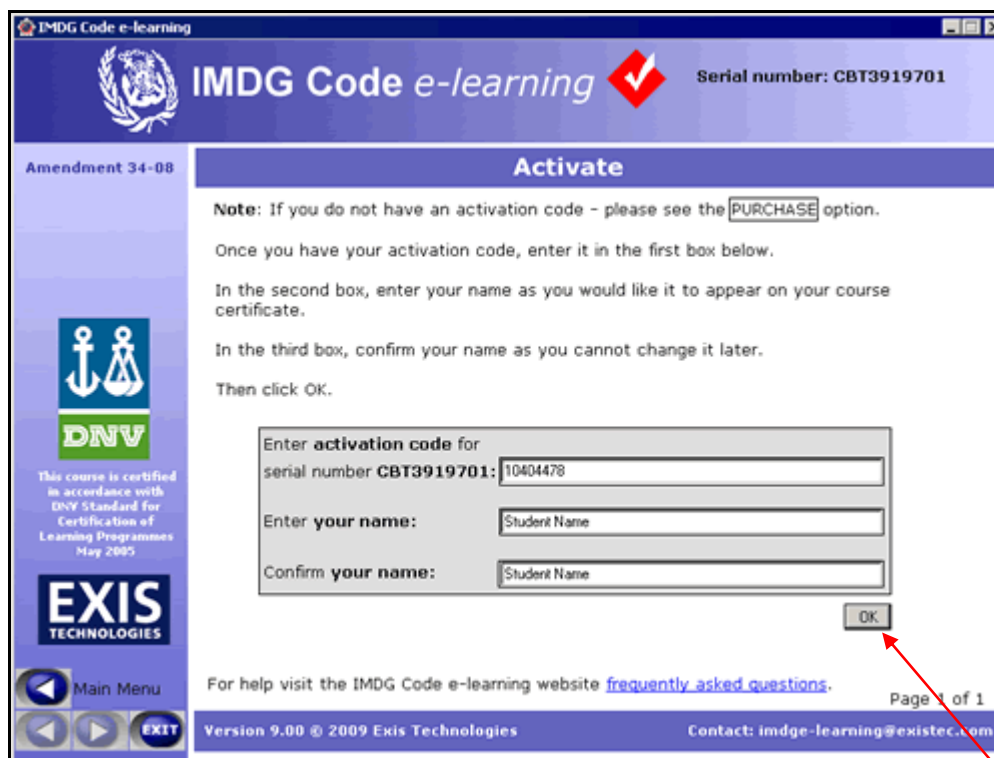 IMDG Code e-learning
IMDG Code e-learning
Serial number: CBT3919701
Amendment 34-08
Activate
Note: If you do not have an activation code – please see the PURCHASE option.
Once you have your activation code, enter it in the first box below.
In the second box, enter your name as you would like it to appear on your course
certificate.
In the third box, confirm your name as you cannot change it later.
Then click OK.
Enter activation code for
serial number CBT3919701: 10404478
Enter your name: Student Name
Confirm your name: Student Name
OK
DNV
This course is certified
in accordance with
DNV Standard for
Certification of
Learning Programmes
May 2005
EXIS
TECHNOLOGIES
Main Menu
EXIT
For help visit the IMDG Code e-learning website frequently asked questions.
Page 1 of 1
Version 9.00 © 2009 Exis Technologies
Contact: imdge-learning@existec.com